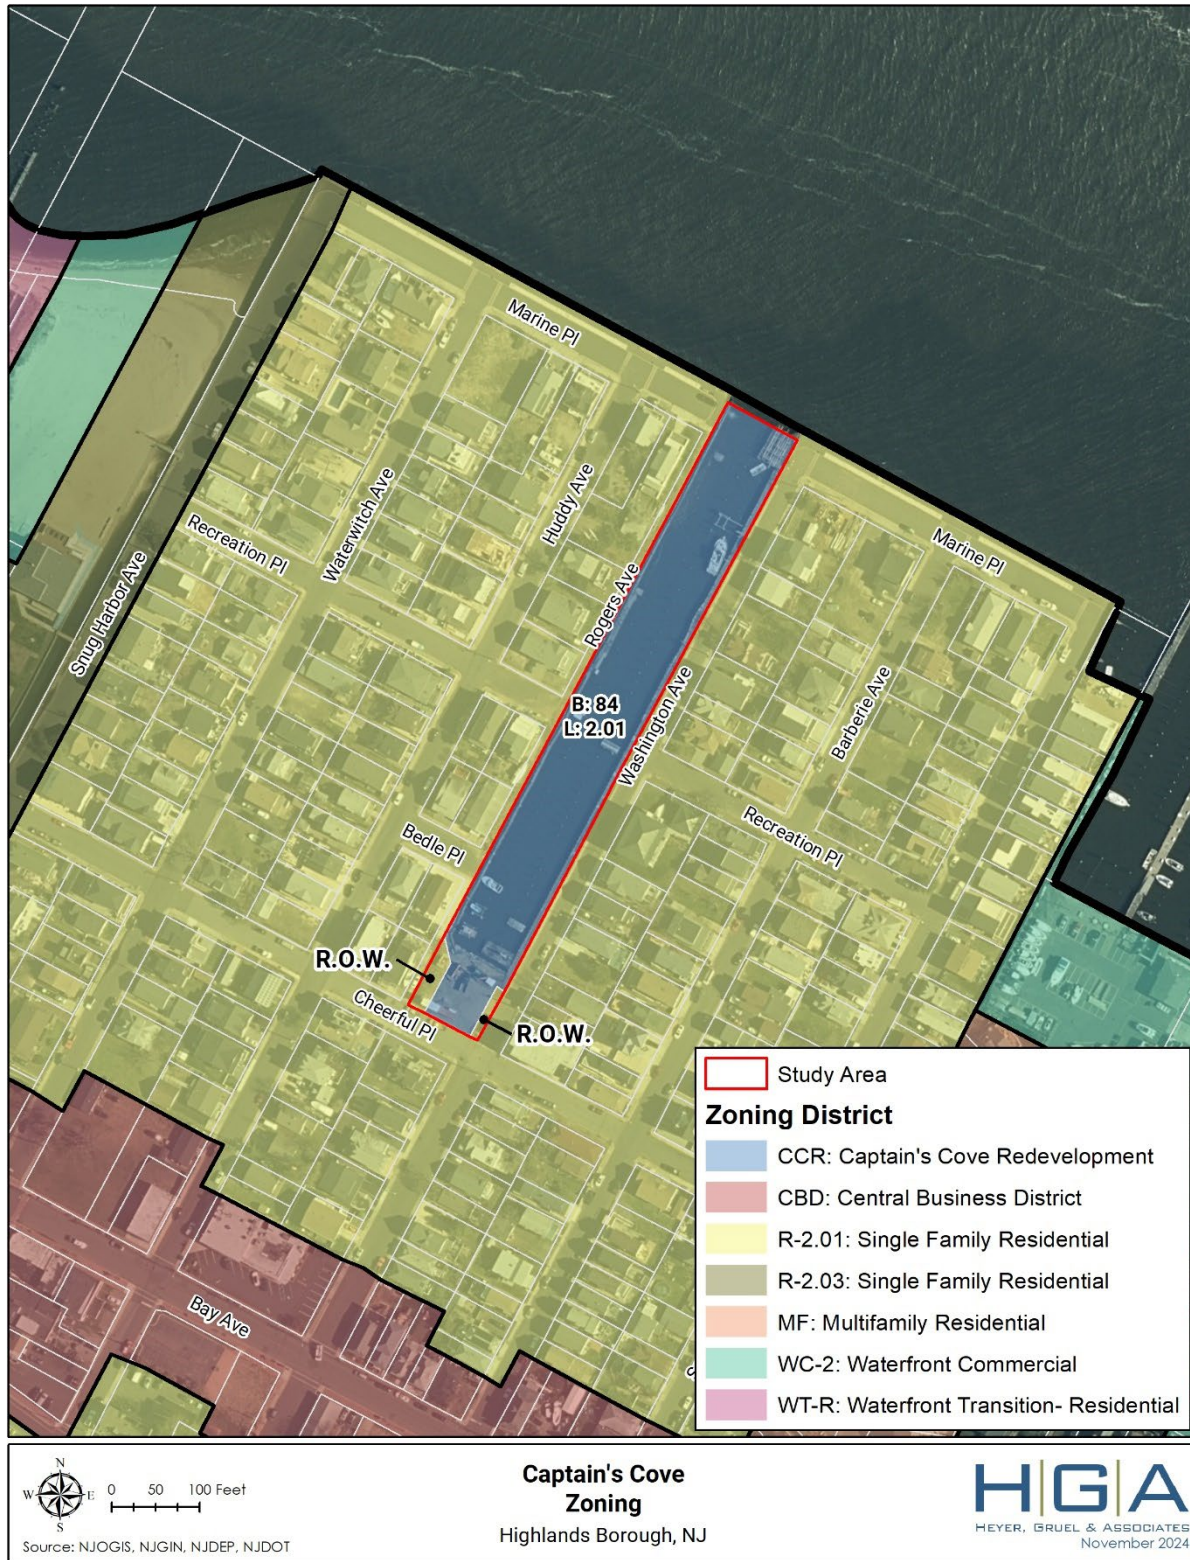 Marine Pl
Huddy Ave
Waterwitch Ave
Recreation Pl
Snug Harbor Ave
Rogers Ave
Marine Pl
B: 84
L: 2.01
Washington Ave
Barberie Ave
Bedle Pl
Recreation Pl
R.O.W.
Cheerful Pl
R.O.W.
Bay Ave
Study Area
Zoning District
CCR: Captain's Cove Redevelopment
CBD: Central Business District
R-2.01: Single Family Residential
R-2.03: Single Family Residential
MF: Multifamily Residential
WC-2: Waterfront Commercial
WT-R: Waterfront Transition- Residential
N
W E
S
0 50 100 Feet
Source: NJOGIS, NJGIN, NJDEP, NJDOT
Captain's Cove
Zoning
Highlands Borough, NJ
H|G|A
HEYER, GRUEL & ASSOCIATES
November 2024